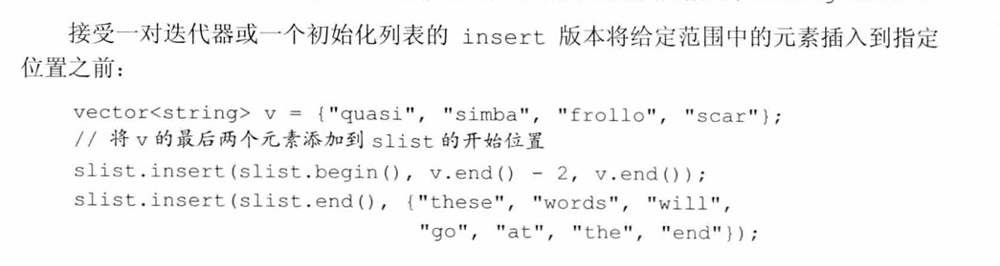 接受一对迭代器或一个初始化列表的 insert 版本将给定范围中的元素插入到指定
位置之前：
vector<string> v = {"quasi", "simba", "frollo", "scar"};
// 将 v 的最后两个元素添加到 slist 的开始位置
slist.insert(slist.begin(), v.end() - 2, v.end());
slist.insert(slist.end(), {"these", "words", "will",
"go", "at", "the", "end"});